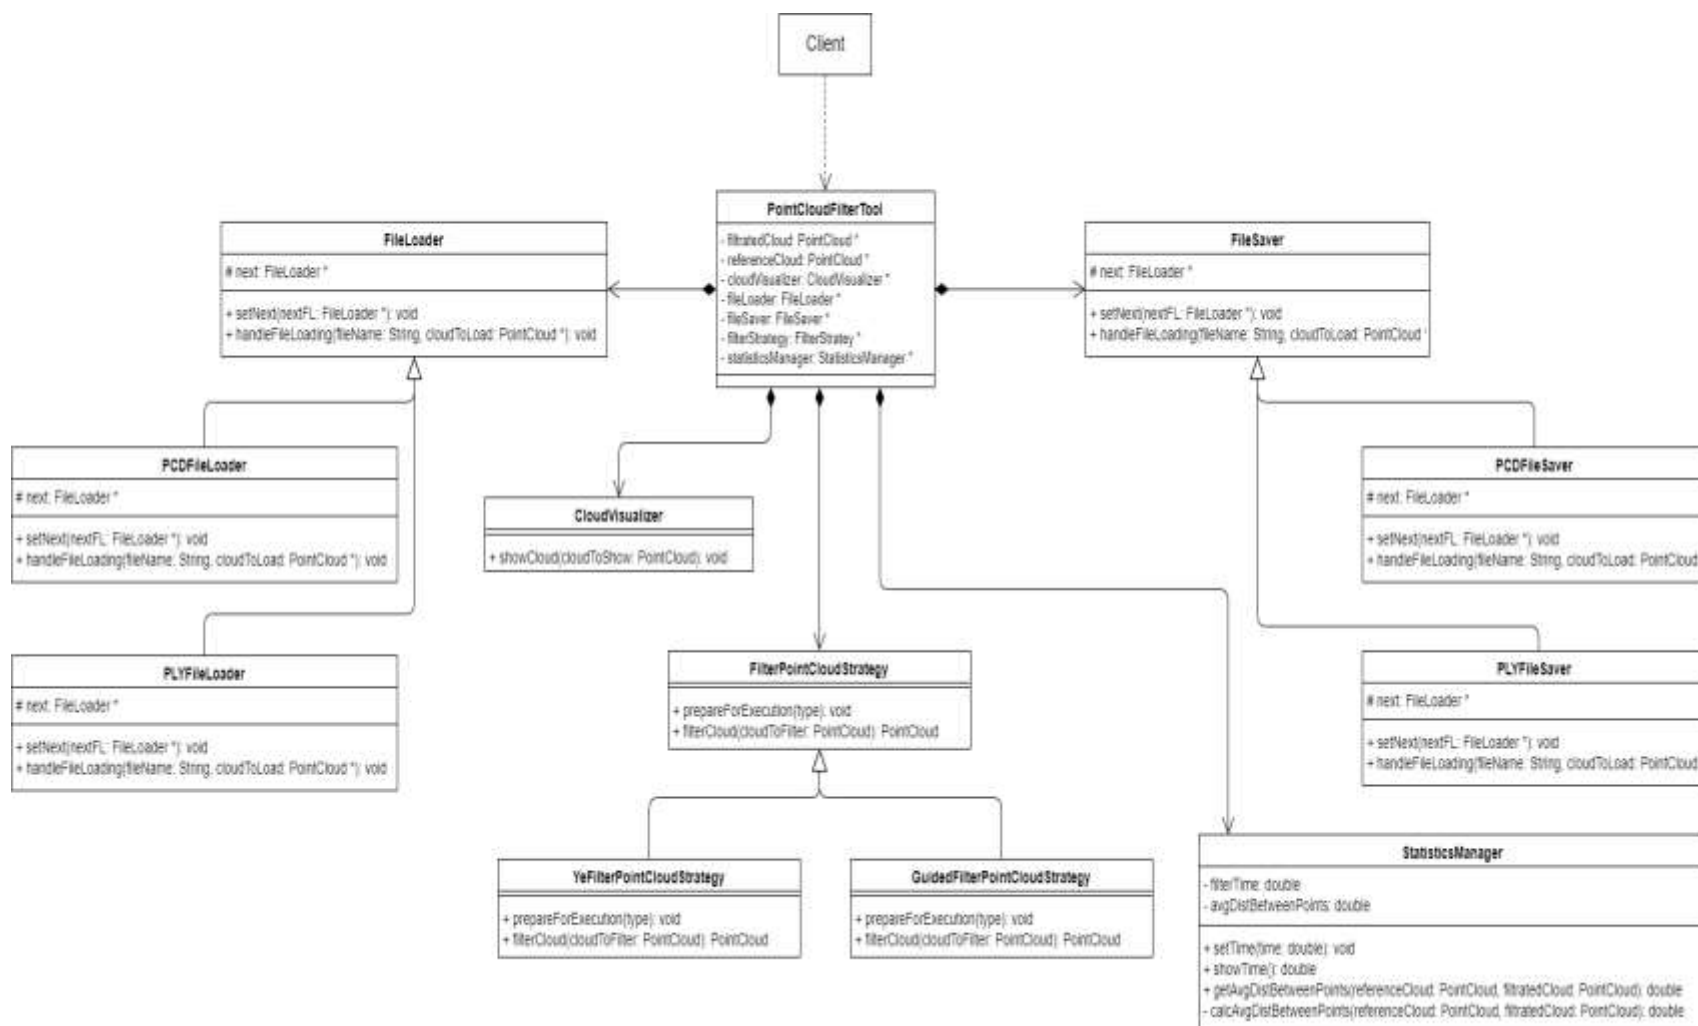 Client
PointCloudFilterTool
- filtratedCloud: PointCloud *
- referenceCloud: PointCloud *
- cloudVisualizer: CloudVisualizer *
- fileLoader: FileLoader *
- fileSaver: FileSaver *
- filterStrategy: FilterStratey *
- statisticsManager: StatisticsManager *
FileLoader
# next: FileLoader *
+ setNext(nextFL: FileLoader *): void
+ handleFileLoading(fileName: String, cloudToLoad: PointCloud *): void
FileSaver
# next: FileLoader *
+ setNext(nextFL: FileLoader *): void
+ handleFileLoading(fileName: String, cloudToLoad: PointCloud *
PCDFileLoader
# next: FileLoader *
+ setNext(nextFL: FileLoader *): void
+ handleFileLoading(fileName: String, cloudToLoad: PointCloud *): void
PLYFileLoader
# next: FileLoader *
+ setNext(nextFL: FileLoader *): void
+ handleFileLoading(fileName: String, cloudToLoad: PointCloud *): void
CloudVisualizer
+ showCloud(cloudToShow: PointCloud): void
FilterPointCloudStrategy
+ prepareForExecution(type): void
+ filterCloud(cloudToFilter: PointCloud): PointCloud
YeFilterPointCloudStrategy
+ prepareForExecution(type): void
+ filterCloud(cloudToFilter: PointCloud): PointCloud
GuidedFilterPointCloudStrategy
+ prepareForExecution(type): void
+ filterCloud(cloudToFilter: PointCloud): PointCloud
PCDFileSaver
# next: FileLoader *
+ setNext(nextFL: FileLoader *): void
+ handleFileLoading(fileName: String, cloudToLoad: PointCloud
PLYFileSaver
# next: FileLoader *
+ setNext(nextFL: FileLoader *): void
+ handleFileLoading(fileName: String, cloudToLoad: PointCloud
StatisticsManager
- filterTime: double
- avgDistBetweenPoints: double
+ setTime(time: double): void
+ showTime(): double
+ getAvgDistBetweenPoints(referenceCloud: PointCloud, filtratedCloud: PointCloud): double
- calcAvgDistBetweenPoints(referenceCloud: PointCloud, filtratedCloud: PointCloud): double